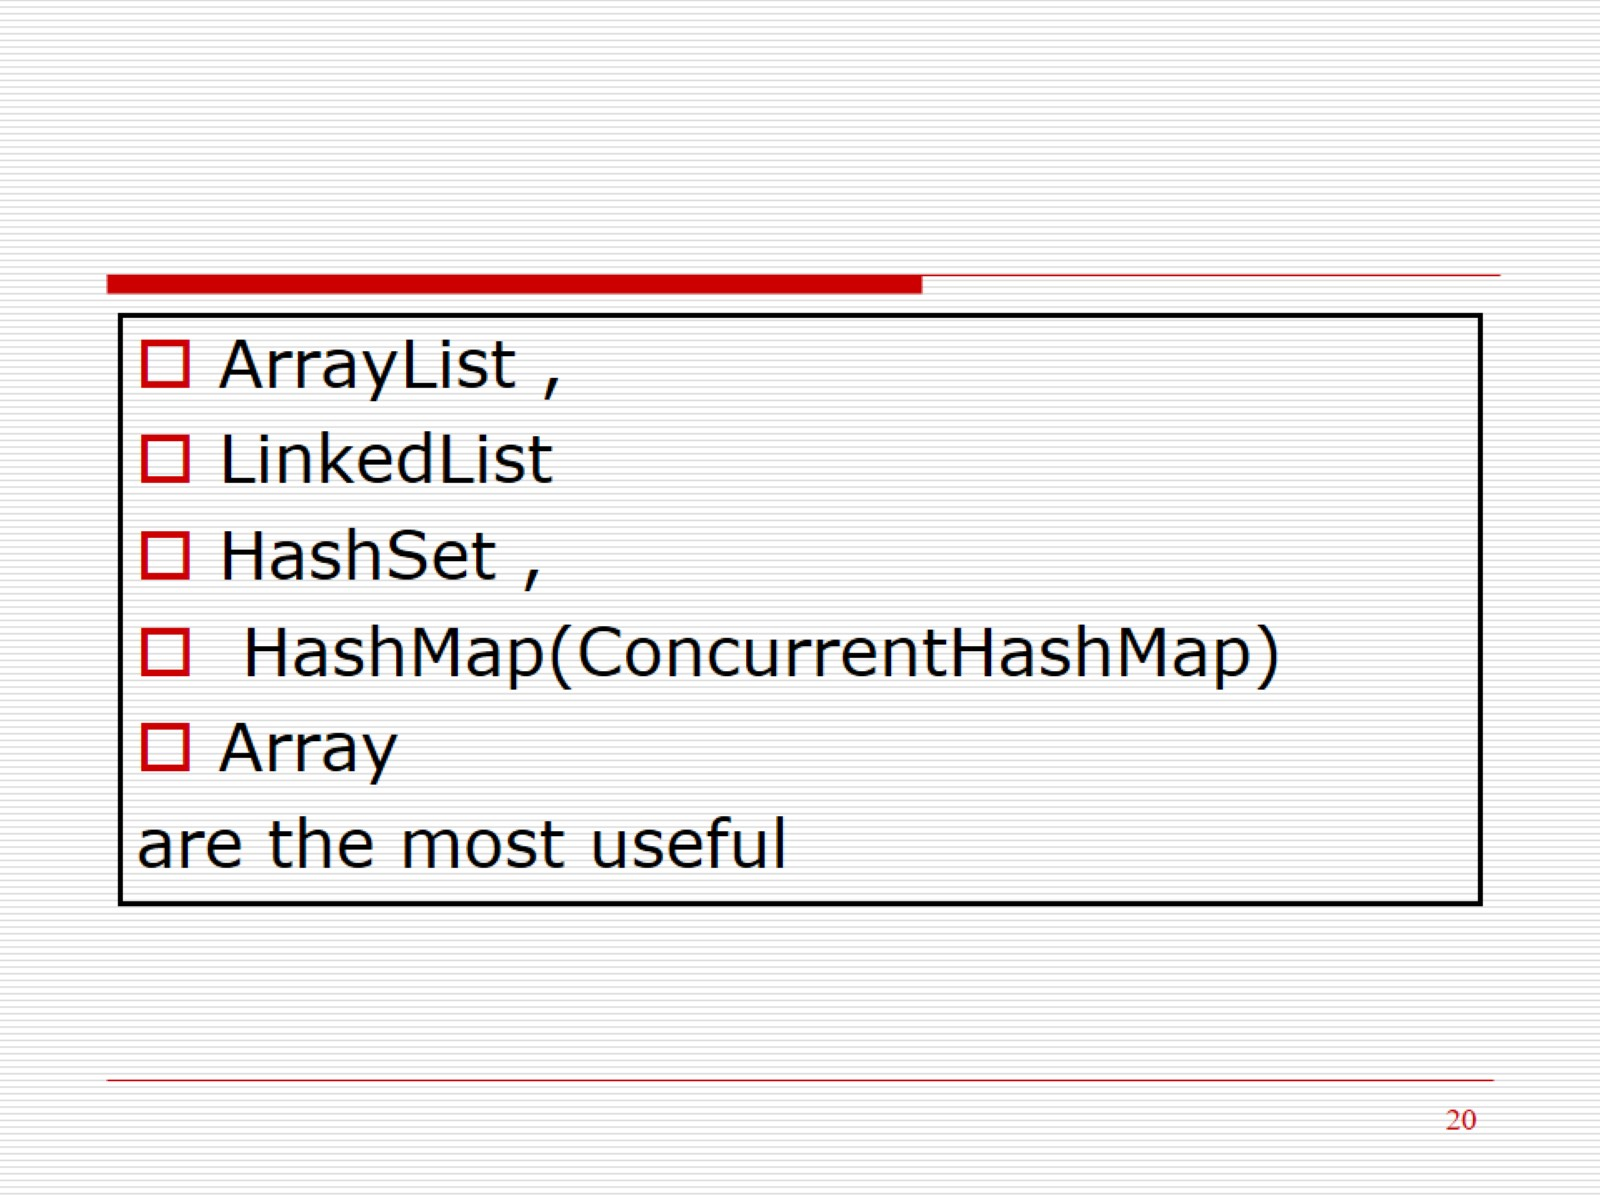 ArrayList ,
LinkedList
HashSet ,
HashMap(ConcurrentHashMap)
Array
are the most useful
20